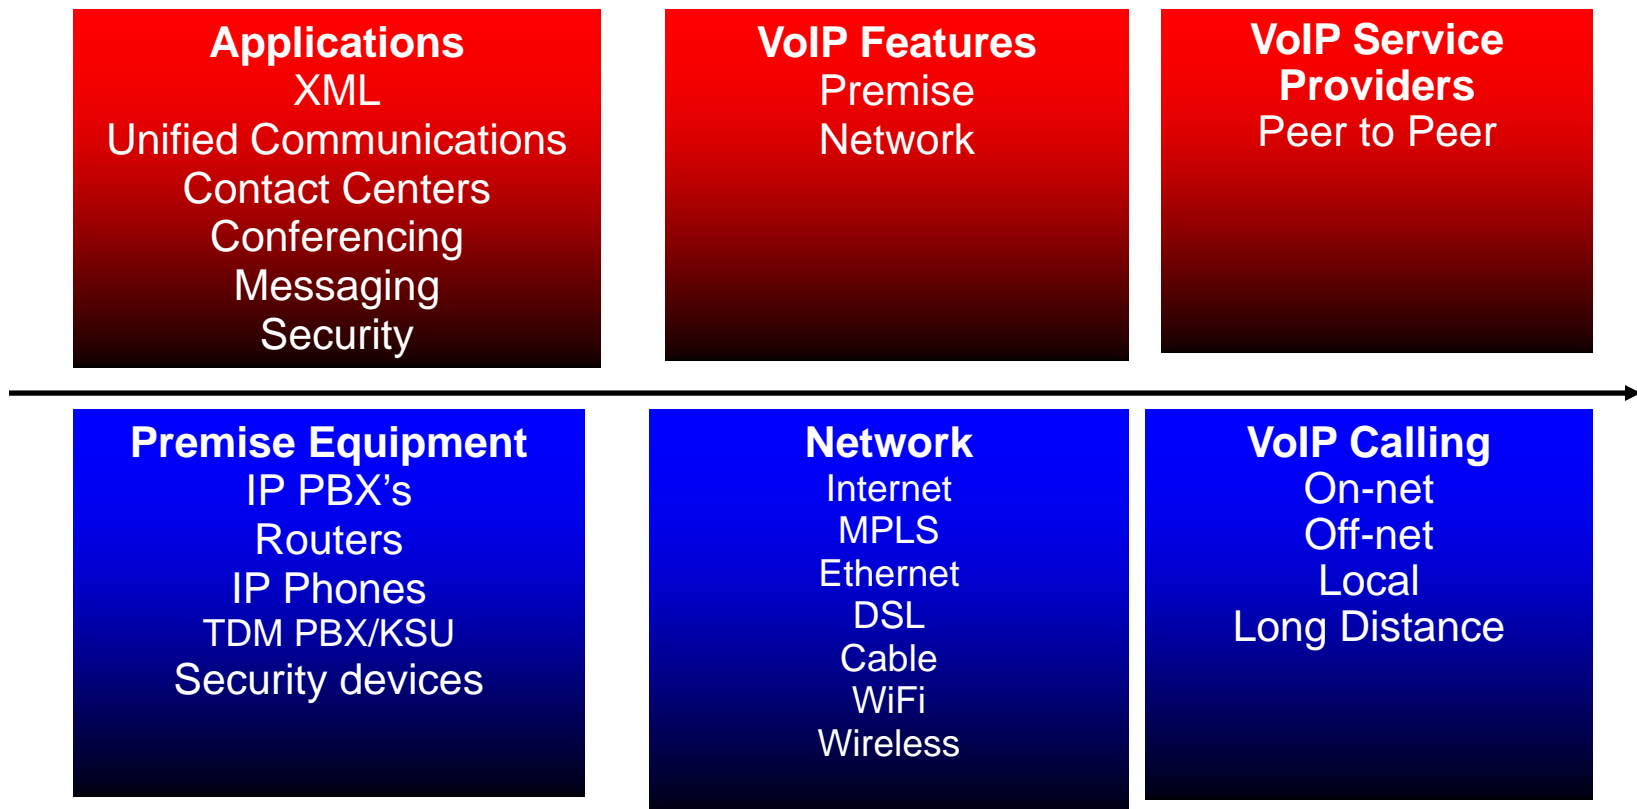 Applications
XML
Unified Communications
Contact Centers
Conferencing
Messaging
Security
VoIP Features
Premise
Network
VoIP Service
Providers
Peer to Peer
Premise Equipment
IP PBX’s
Routers
IP Phones
TDM PBX/KSU
Security devices
Network
Internet
MPLS
Ethernet
DSL
Cable
WiFi
Wireless
VoIP Calling
On-net
Off-net
Local
Long Distance